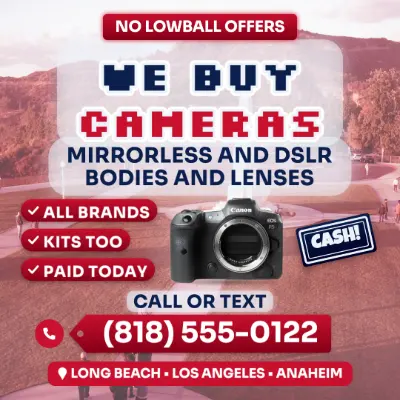 NO LOWBALL OFFERS
WE BUY
CAMERAS
MIRRORLESS AND DSLR
BODIES AND LENSES
ALL BRANDS
KITS TOO
PAID TODAY
Canon
EOS
CASH!
CALL OR TEXT
(818) 555-0122
LONG BEACH • LOS ANGELES • ANAHEIM